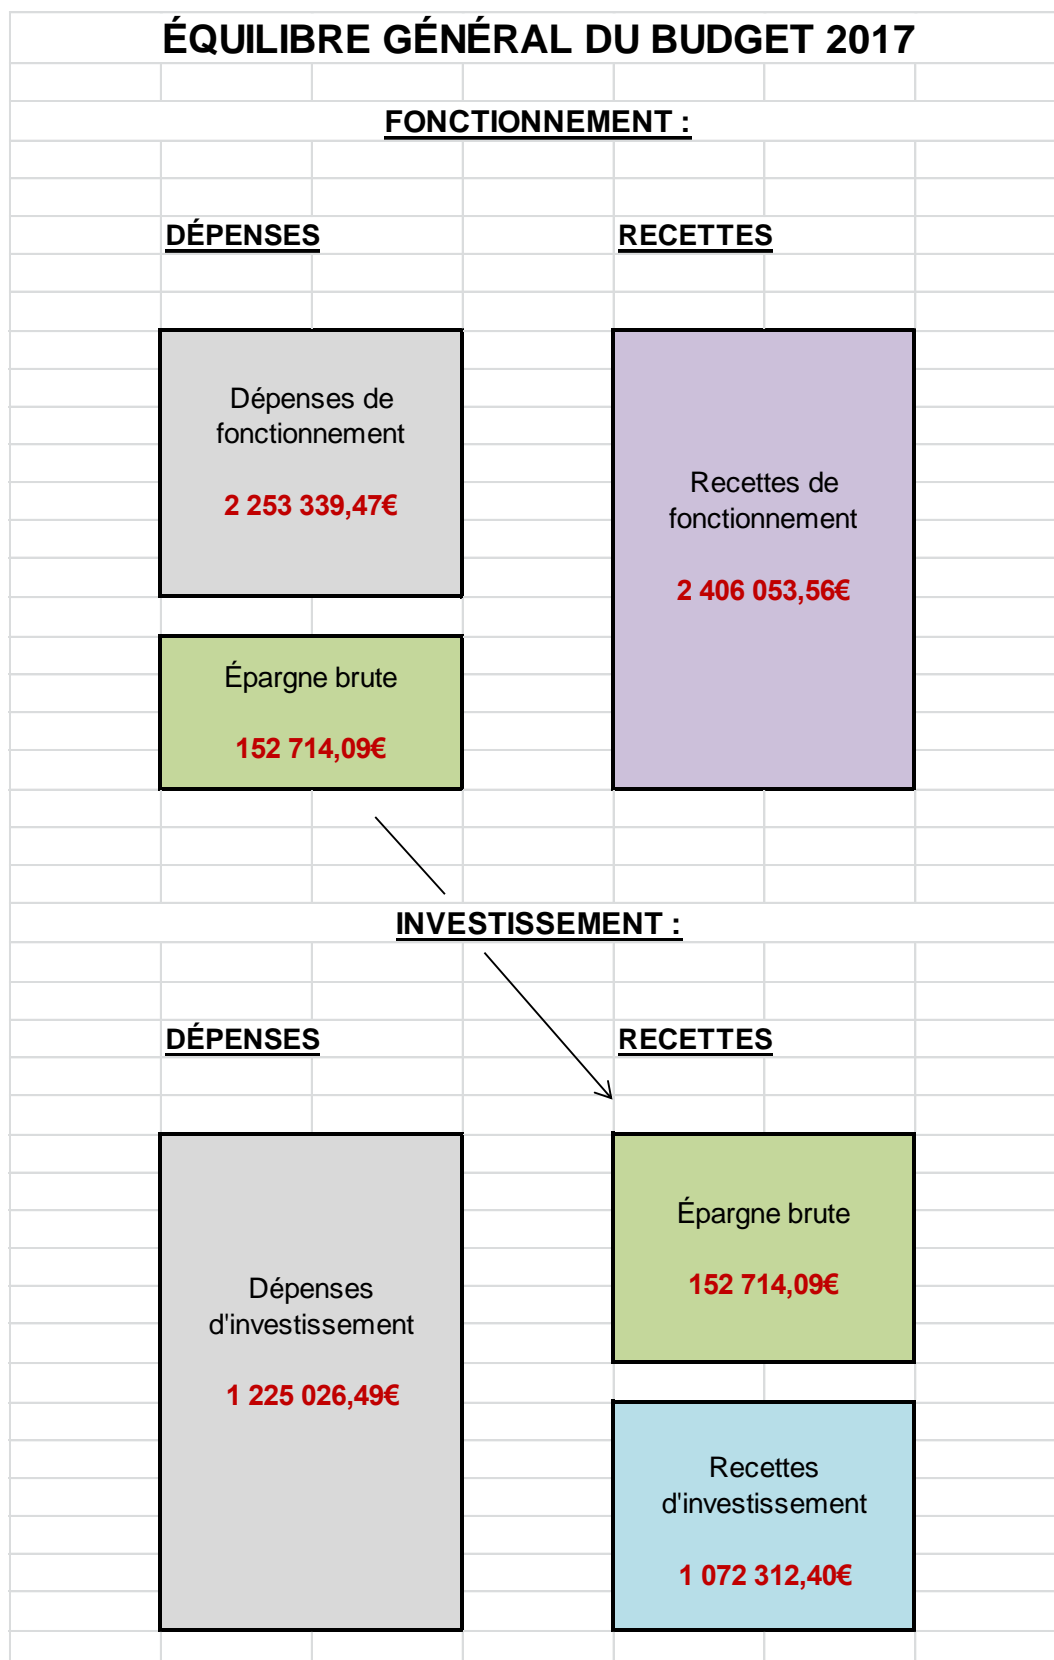 ÉQUILIBRE GÉNÉRAL DU BUDGET 2017
FONCTIONNEMENT :
DÉPENSES
RECETTES
Dépenses de
fonctionnement
2 253 339,47€
Recettes de
fonctionnement
2 406 053,56€
Épargne brute
152 714,09€
INVESTISSEMENT :
DÉPENSES
RECETTES
Dépenses
d'investissement
1 225 026,49€
Épargne brute
152 714,09€
Recettes
d'investissement
1 072 312,40€